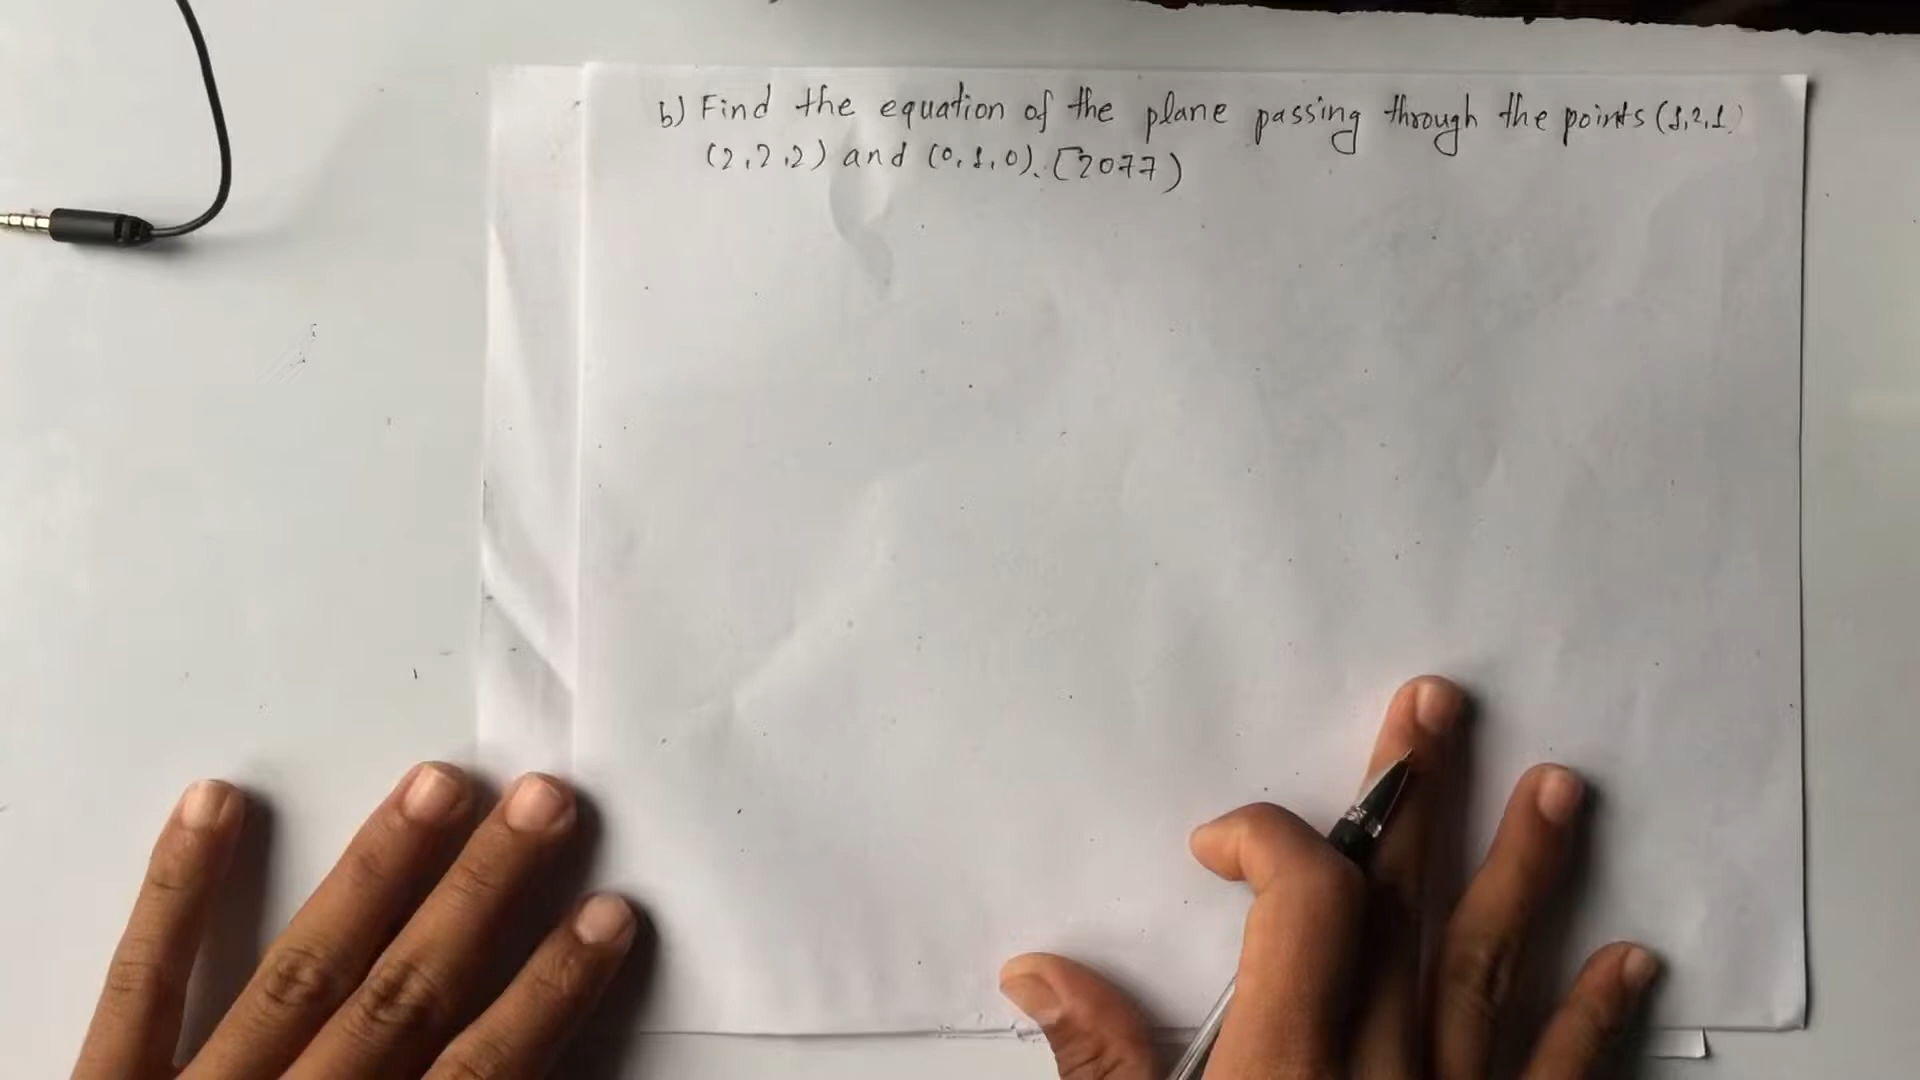 b) Find the equation of the plane passing through the points (1,2,1)
(2,2,2) and (0,1,0). [2077)